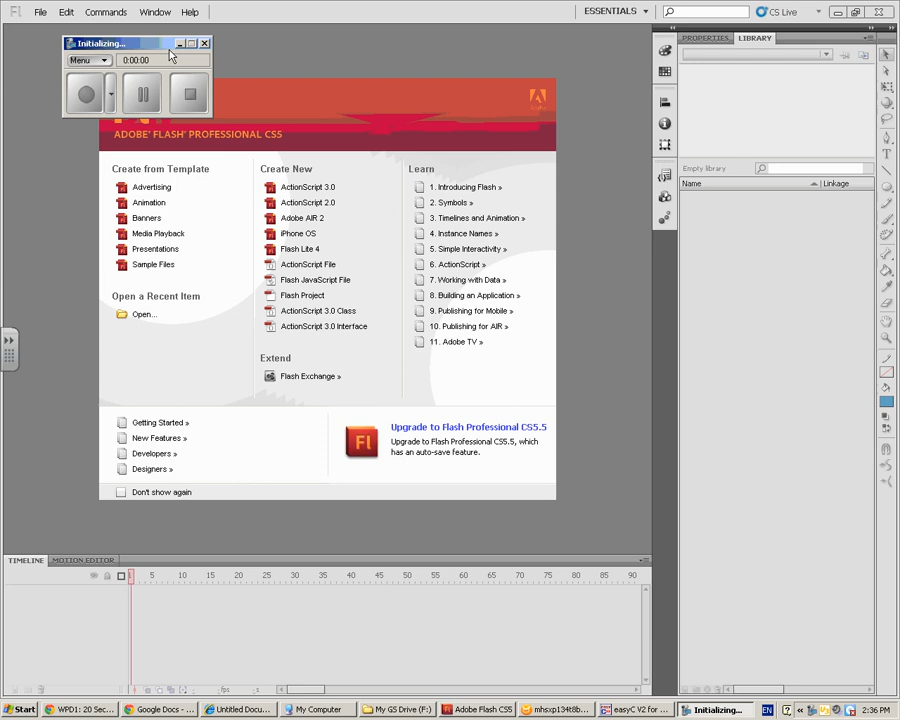 Fl File Edit Commands Window Help ESSENTIALS CS Live
Initializing...
Menu 0:00:00
PROPERTIES LIBRARY
Adobe
ADOBE® FLASH® PROFESSIONAL CS5
Create from Template
Advertising
Animation
Banners
Media Playback
Presentations
Sample Files
Open a Recent Item
Open...
Create New
ActionScript 3.0
ActionScript 2.0
Adobe AIR 2
iPhone OS
Flash Lite 4
ActionScript File
Flash JavaScript File
Flash Project
ActionScript 3.0 Class
ActionScript 3.0 Interface
Extend
Flash Exchange »
Learn
1. Introducing Flash »
2. Symbols »
3. Timelines and Animation »
4. Instance Names »
5. Simple Interactivity »
6. ActionScript »
7. Working with Data »
8. Building an Application »
9. Publishing for Mobile »
10. Publishing for AIR »
11. Adobe TV »
Getting Started »
New Features »
Developers »
Designers »
Fl
Upgrade to Flash Professional CS5.5
Upgrade to Flash Professional CS5.5, which
has an auto-save feature.
Don't show again
Empty library
Name Linkage
TIMELINE MOTION EDITOR
1 5 10 15 20 25 30 35 40 45 50 55 60 65 70 75 80 85 90
fps s
Start WPD1: 20 Sec... Google Docs - ... Untitled Docu... My Computer My GS Drive (F:) Adobe Flash CS5 mhsxp134t8b... easyC V2 for ... Initializing... EN 2:36 PM